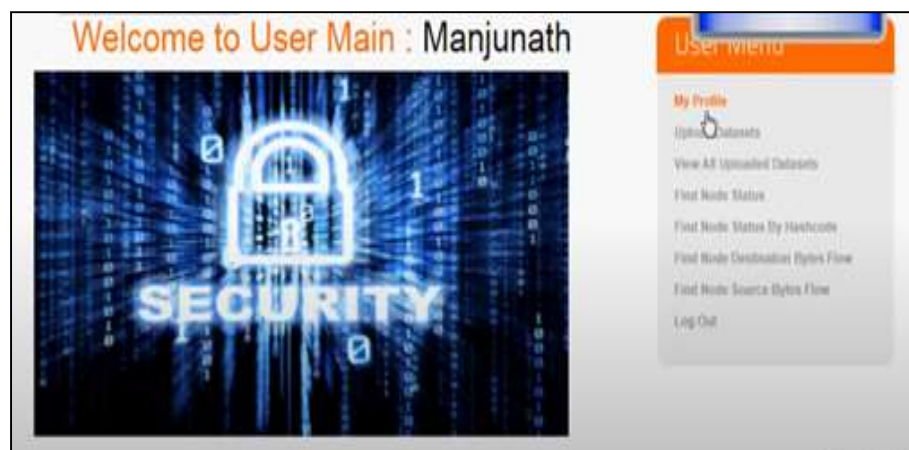 Welcome to User Main : Manjunath
User Menu
My Profile
Upload Datasets
View All Uploaded Datasets
Find Node Status
Find Node Status By Hashcode
Find Node Destination Bytes Flow
Find Node Source Bytes Flow
Log Out
SECURITY